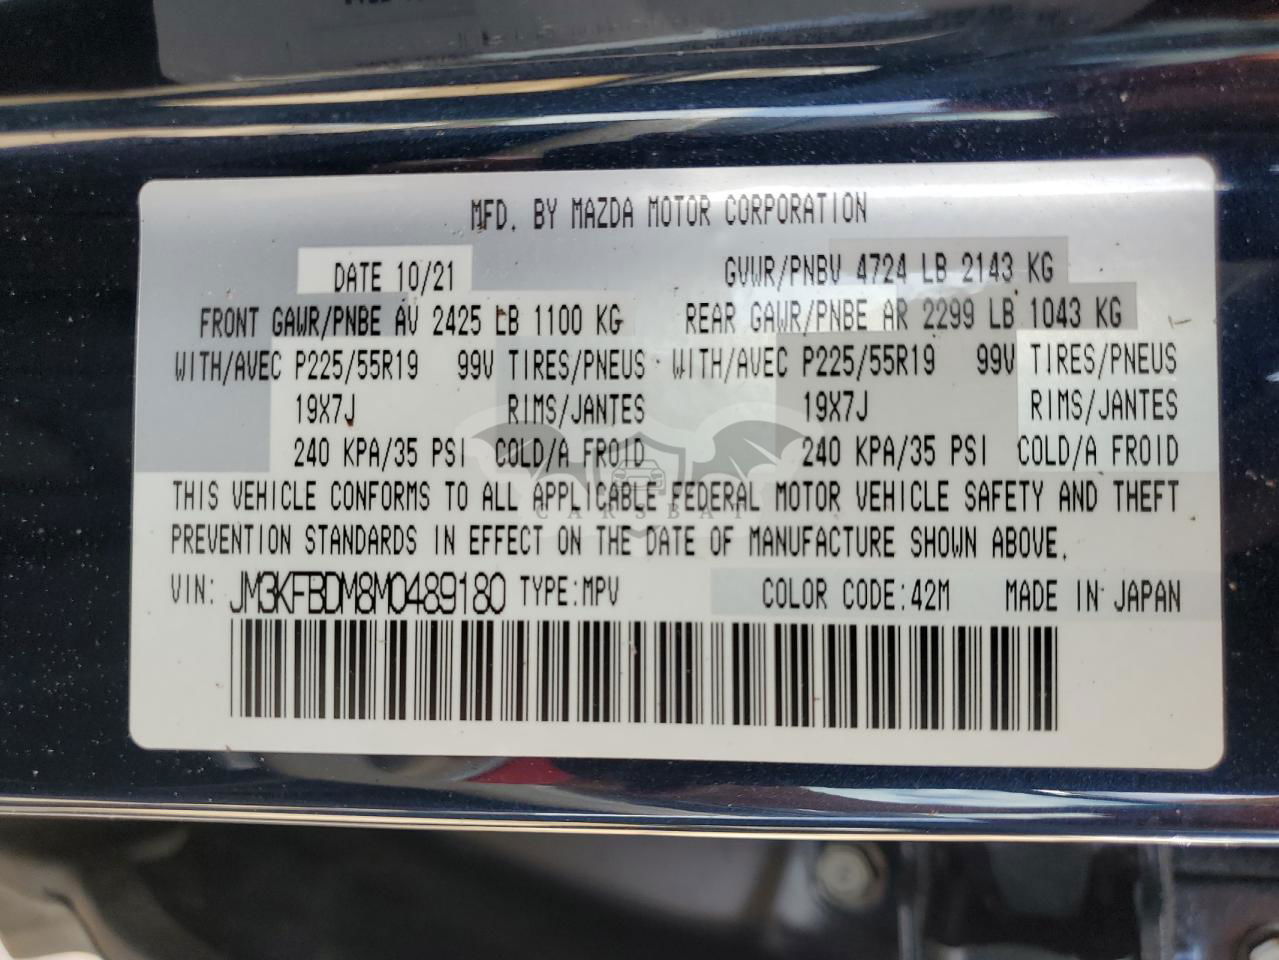 MFD. BY MAZDA MOTOR CORPORATION
DATE 10/21 GVWR/PNBV 4724 LB 2143 KG
FRONT GAWR/PNBE AV 2425 LB 1100 KG REAR GAWR/PNBE AR 2299 LB 1043 KG
WITH/AVEC P225/55R19 99V TIRES/PNEUS WITH/AVEC P225/55R19 99V TIRES/PNEUS
19X7J RIMS/JANTES 19X7J RIMS/JANTES
240 KPA/35 PSI COLD/A FROID 240 KPA/35 PSI COLD/A FROID
THIS VEHICLE CONFORMS TO ALL APPLICABLE FEDERAL MOTOR VEHICLE SAFETY AND THEFT
CARSBAT
PREVENTION STANDARDS IN EFFECT ON THE DATE OF MANUFACTURE SHOWN ABOVE.
VIN: JM3KFBDM8M0489180 TYPE:MPV COLOR CODE:42M MADE IN JAPAN